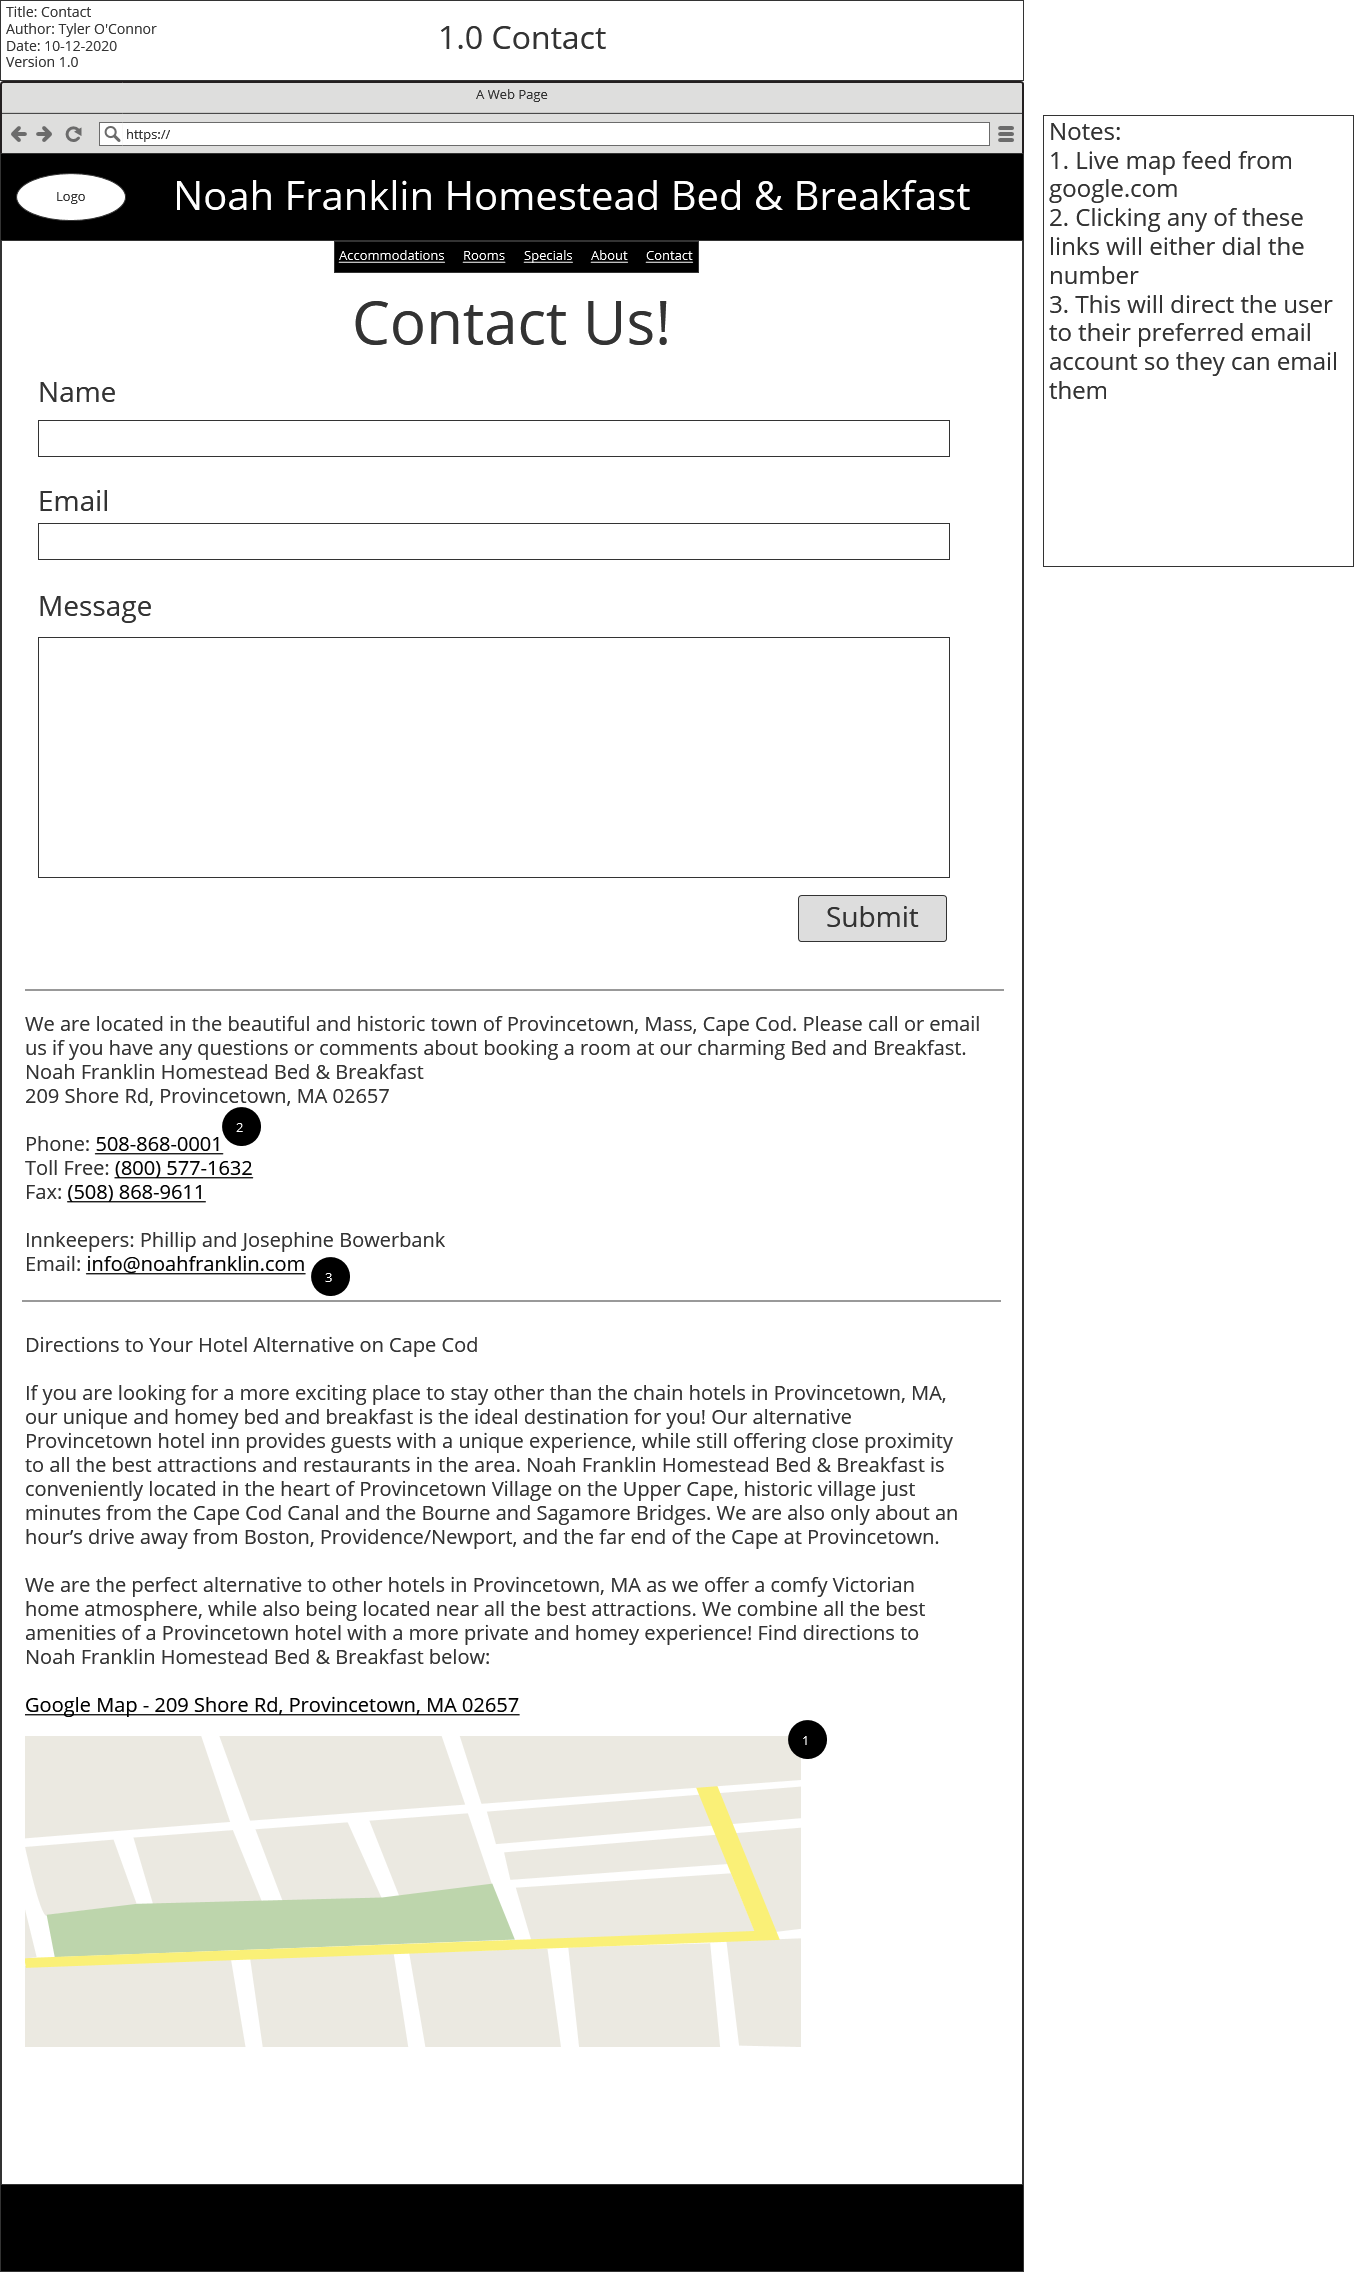 Title: Contact
Author: Tyler O'Connor
Date: 10-12-2020
Version 1.0
1.0 Contact
A Web Page
https://
Logo
Noah Franklin Homestead Bed & Breakfast
Accommodations Rooms Specials About Contact
Contact Us!
Name
Email
Message
Submit
We are located in the beautiful and historic town of Provincetown, Mass, Cape Cod. Please call or email
us if you have any questions or comments about booking a room at our charming Bed and Breakfast.
Noah Franklin Homestead Bed & Breakfast
209 Shore Rd, Provincetown, MA 02657
2
Phone: 508-868-0001
Toll Free: (800) 577-1632
Fax: (508) 868-9611
Innkeepers: Phillip and Josephine Bowerbank
Email: info@noahfranklin.com
3
Directions to Your Hotel Alternative on Cape Cod
If you are looking for a more exciting place to stay other than the chain hotels in Provincetown, MA,
our unique and homey bed and breakfast is the ideal destination for you! Our alternative
Provincetown hotel inn provides guests with a unique experience, while still offering close proximity
to all the best attractions and restaurants in the area. Noah Franklin Homestead Bed & Breakfast is
conveniently located in the heart of Provincetown Village on the Upper Cape, historic village just
minutes from the Cape Cod Canal and the Bourne and Sagamore Bridges. We are also only about an
hour’s drive away from Boston, Providence/Newport, and the far end of the Cape at Provincetown.
We are the perfect alternative to other hotels in Provincetown, MA as we offer a comfy Victorian
home atmosphere, while also being located near all the best attractions. We combine all the best
amenities of a Provincetown hotel with a more private and homey experience! Find directions to
Noah Franklin Homestead Bed & Breakfast below:
Google Map - 209 Shore Rd, Provincetown, MA 02657
1
Notes:
1. Live map feed from
google.com
2. Clicking any of these
links will either dial the
number
3. This will direct the user
to their preferred email
account so they can email
them